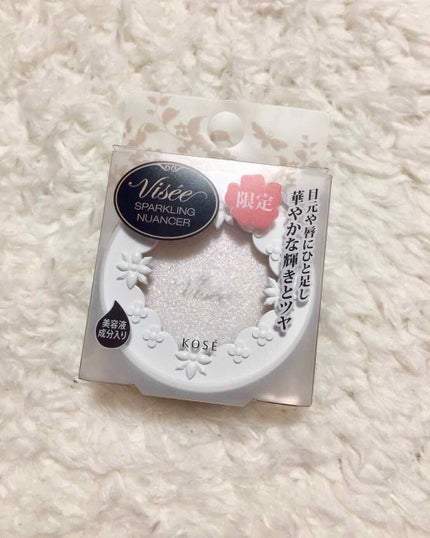 Visée
SPARKLING
NUANCER
限定
目元や唇にひと足し
華やかな輝きとツヤ
Visée
美容液
成分入り
KOSÉ